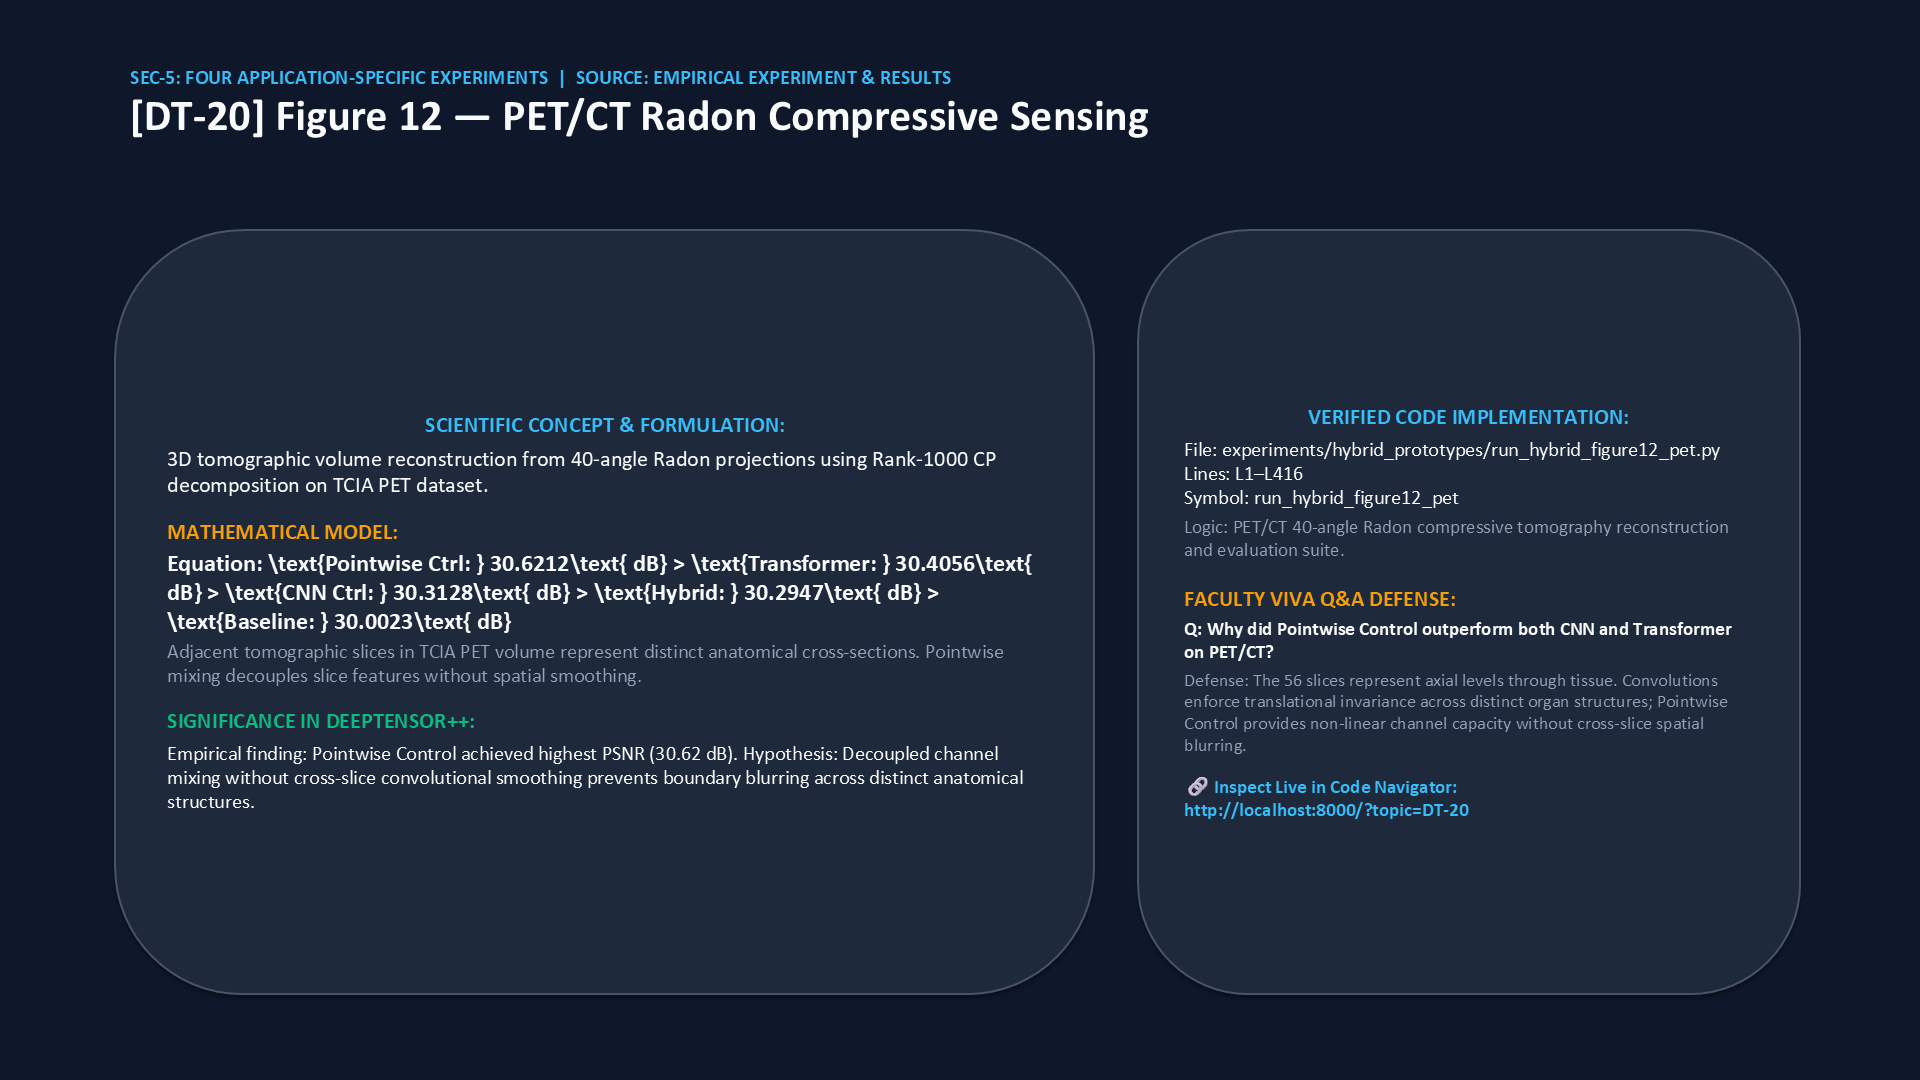 SEC-5: FOUR APPLICATION-SPECIFIC EXPERIMENTS | SOURCE: EMPIRICAL EXPERIMENT & RESULTS
[DT-20] Figure 12 — PET/CT Radon Compressive Sensing
SCIENTIFIC CONCEPT & FORMULATION:
3D tomographic volume reconstruction from 40-angle Radon projections using Rank-1000 CP
decomposition on TCIA PET dataset.
MATHEMATICAL MODEL:
Equation: \text{Pointwise Ctrl: } 30.6212\text{ dB} > \text{Transformer: } 30.4056\text{
dB} > \text{CNN Ctrl: } 30.3128\text{ dB} > \text{Hybrid: } 30.2947\text{ dB} >
\text{Baseline: } 30.0023\text{ dB}
Adjacent tomographic slices in TCIA PET volume represent distinct anatomical cross-sections. Pointwise
mixing decouples slice features without spatial smoothing.
SIGNIFICANCE IN DEEPTENSOR++:
Empirical finding: Pointwise Control achieved highest PSNR (30.62 dB). Hypothesis: Decoupled channel
mixing without cross-slice convolutional smoothing prevents boundary blurring across distinct anatomical
structures.
VERIFIED CODE IMPLEMENTATION:
File: experiments/hybrid_prototypes/run_hybrid_figure12_pet.py
Lines: L1–L416
Symbol: run_hybrid_figure12_pet
Logic: PET/CT 40-angle Radon compressive tomography reconstruction
and evaluation suite.
FACULTY VIVA Q&A DEFENSE:
Q: Why did Pointwise Control outperform both CNN and Transformer
on PET/CT?
Defense: The 56 slices represent axial levels through tissue. Convolutions
enforce translational invariance across distinct organ structures; Pointwise
Control provides non-linear channel capacity without cross-slice spatial
blurring.
🔗 Inspect Live in Code Navigator:
http://localhost:8000/?topic=DT-20